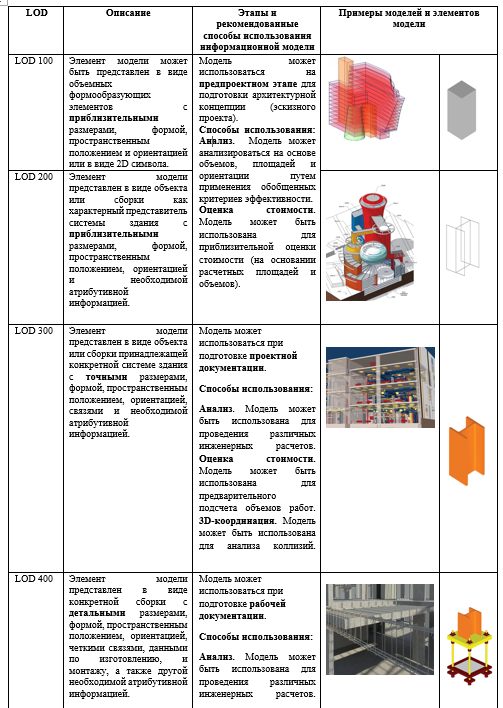 LOD
Описание
Этапы и
рекомендованные
способы использования
информационной модели
Примеры моделей и элементов
модели
LOD 100
Элемент модели может
быть представлен в виде
объемных
формообразующих
элементов с
приблизительными
размерами, формой,
пространственным
положением и ориентацией
или в виде 2D символа.
Модель может
использоваться на
предпроектном этапе для
подготовки архитектурной
концепции (эскизного
проекта).
Способы использования:
Анализ. Модель может
анализироваться на основе
объемов, площадей и
ориентации путем
применения обобщенных
критериев эффективности.
Оценка стоимости.
Модель может быть
использована для
приблизительной оценки
стоимости (на основании
расчетных площадей и
объемов).
LOD 200
Элемент модели
представлен в виде объекта
или сборки как
характерный представитель
системы здания с
приблизительными
размерами, формой,
пространственным
положением, ориентацией
и необходимой
атрибутивной
информацией.
LOD 300
Элемент модели
представлен в виде объекта
или сборки принадлежащей
конкретной системе здания
с точными размерами,
формой, пространственным
положением, ориентацией,
связями и необходимой
атрибутивной
информацией.
Модель может
использоваться при
подготовке проектной
документации.
Способы использования:
Анализ. Модель может
быть использована для
проведения различных
инженерных расчетов.
Оценка стоимости.
Модель может быть
использована для
предварительного
подсчета объемов работ.
3D-координация. Модель
может быть использована
для анализа коллизий.
LOD 400
Элемент модели
представлен в виде
конкретной сборки с
детальными размерами,
формой, пространственным
положением, ориентацией,
четкими связями, данными
по изготовлению, и
монтажу, а также другой
необходимой атрибутивной
информацией.
Модель может
использоваться при
подготовке рабочей
документации.
Способы использования:
Анализ. Модель может
быть использована для
проведения различных
инженерных расчетов.